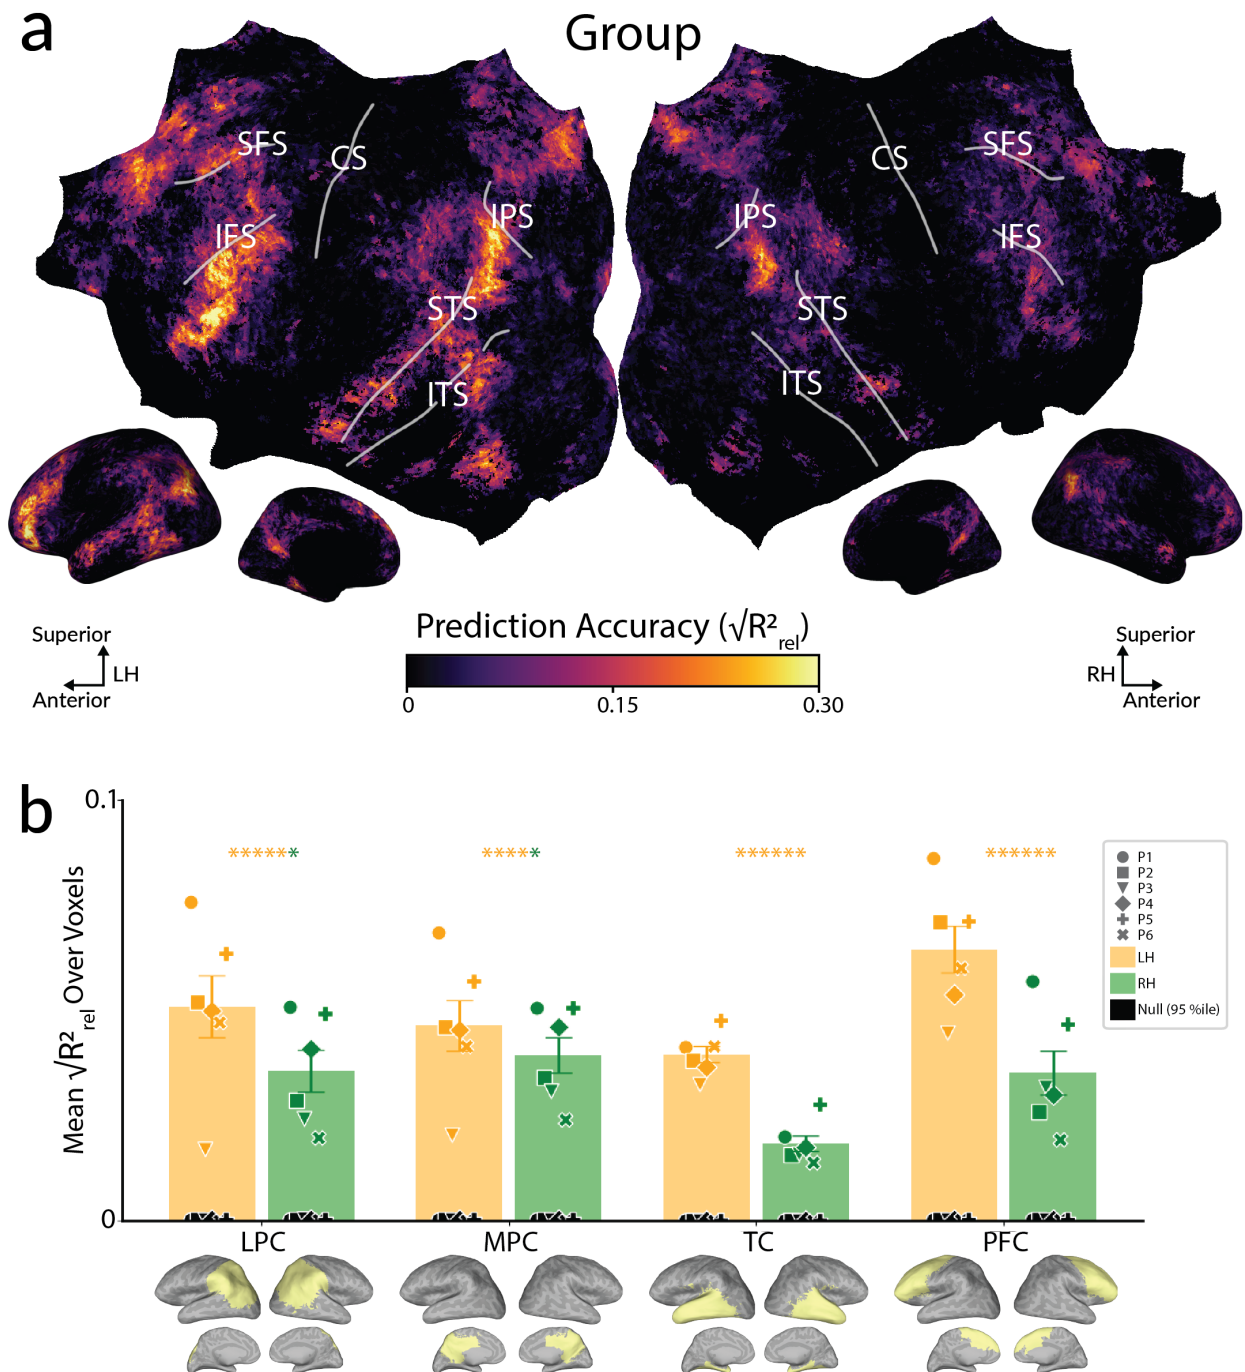 a
Group
SFS
CS
IFS
IPS
STS
ITS
CS
SFS
IPS
IFS
STS
ITS
Superior
LH
Anterior
Prediction Accuracy (√R²rel)
0
0.15
0.30
Superior
RH
Anterior
b
Mean √R²rel Over Voxels
0.1
0
******
*****
******
******
P1
P2
P3
P4
P5
P6
LH
RH
Null (95 %ile)
LPC
MPC
TC
PFC